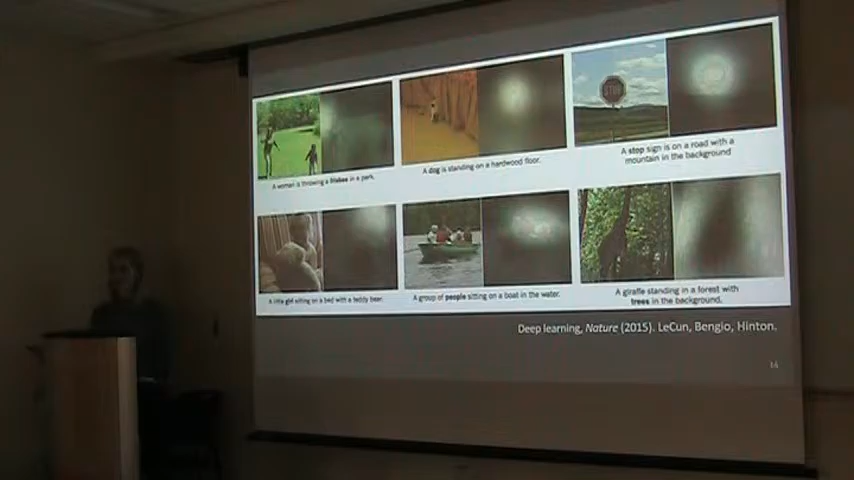 STOP
A woman is throwing a frisbee in a park.
A dog is standing on a hardwood floor.
A stop sign is on a road with a
mountain in the background
A little girl sitting on a bed with a teddy bear.
A group of people sitting on a boat in the water.
A giraffe standing in a forest with
trees in the background.
Deep learning, Nature (2015). LeCun, Bengio, Hinton.
14